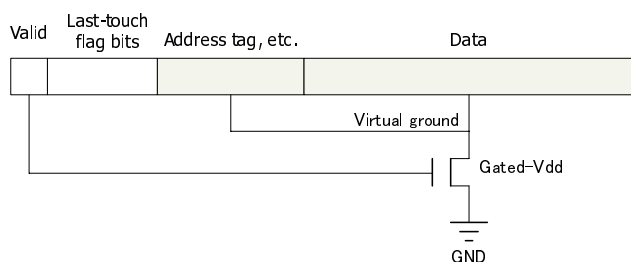 Valid
Last-touch
flag bits
Address tag, etc.
Data
Virtual ground
Gated-Vdd
GND